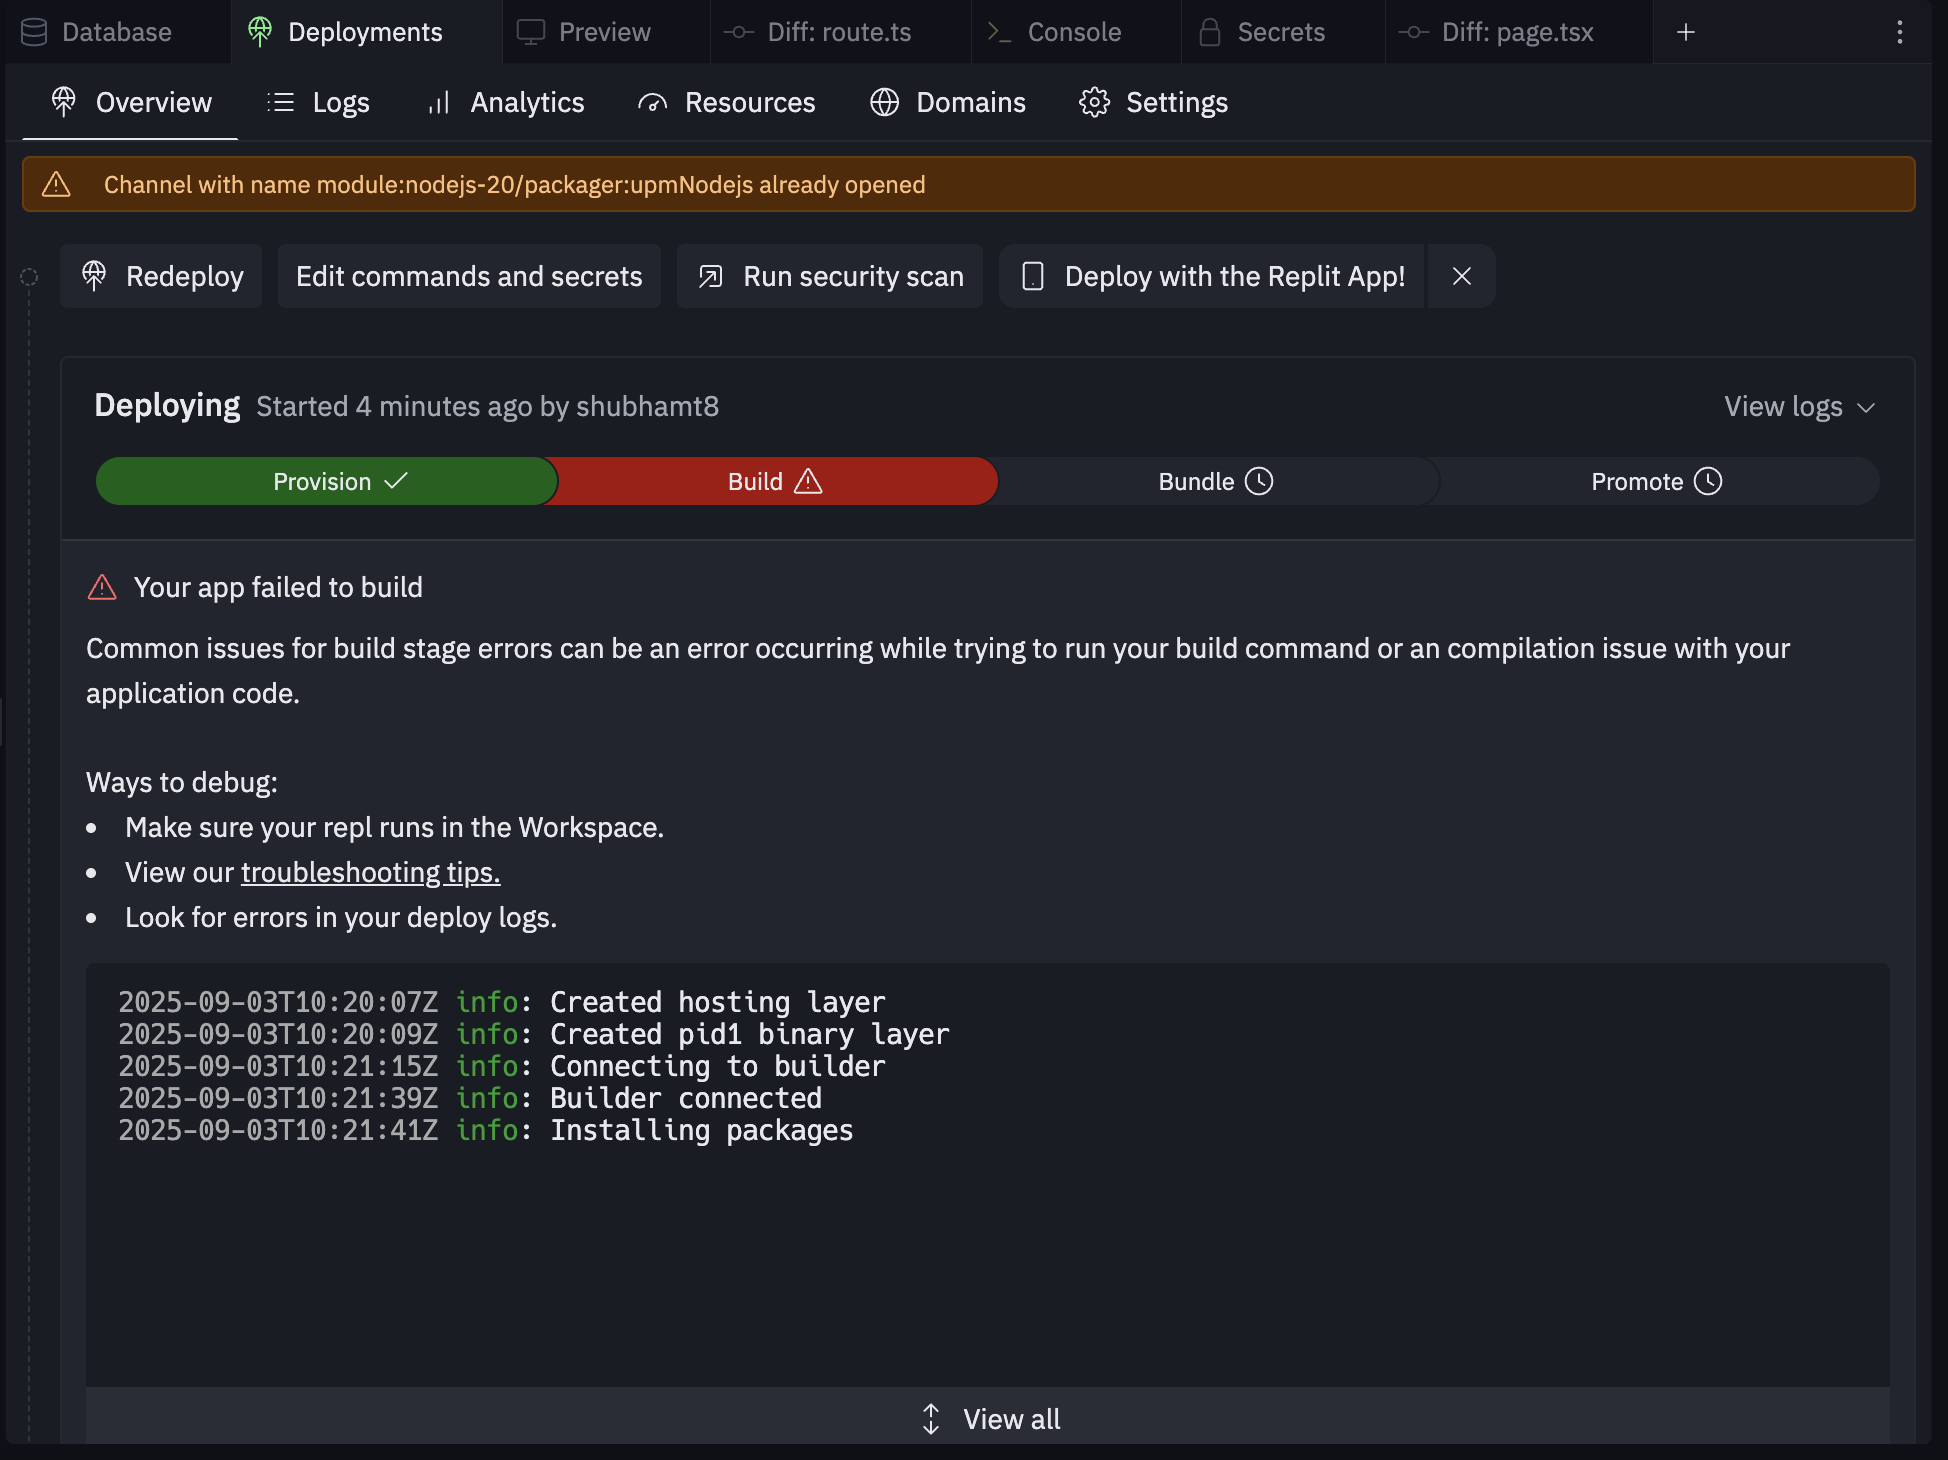 Database Deployments Preview Diff: route.ts Console Secrets Diff: page.tsx
Overview Logs Analytics Resources Domains Settings
Channel with name module:nodejs-20/packager:upmNodejs already opened
Redeploy Edit commands and secrets Run security scan Deploy with the Replit App!
Deploying Started 4 minutes ago by shubhamt8 View logs
Provision Build Bundle Promote
Your app failed to build
Common issues for build stage errors can be an error occurring while trying to run your build command or an compilation issue with your
application code.
Ways to debug:
• Make sure your repl runs in the Workspace.
• View our troubleshooting tips.
• Look for errors in your deploy logs.
2025-09-03T10:20:07Z info: Created hosting layer
2025-09-03T10:20:09Z info: Created pid1 binary layer
2025-09-03T10:21:15Z info: Connecting to builder
2025-09-03T10:21:39Z info: Builder connected
2025-09-03T10:21:41Z info: Installing packages
View all